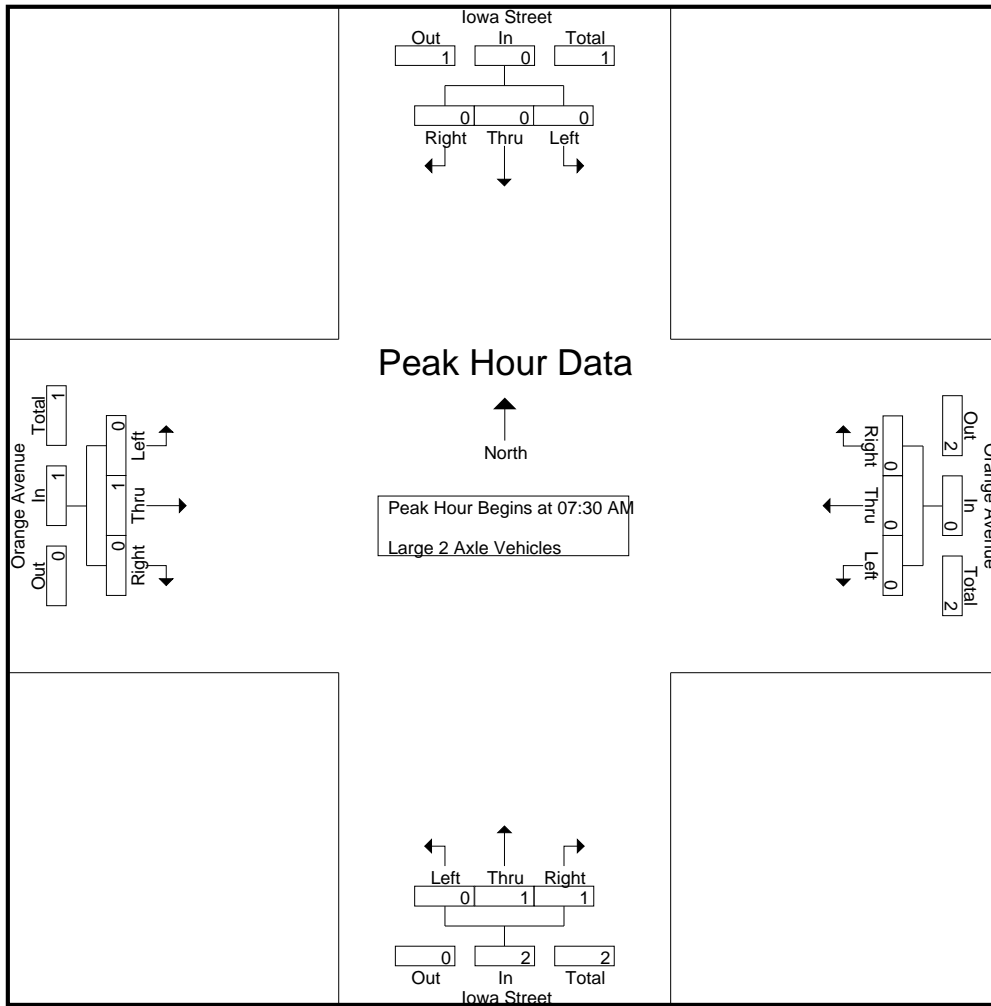 Iowa Street
Out In Total
1 0 1
0 0 0
Right Thru Left
Peak Hour Data
North
Peak Hour Begins at 07:30 AM
Large 2 Axle Vehicles
Orange Avenue
Out In Total
0 1 1
Left Thru Right
0 1 0
Orange Avenue
Out In Total
2 0 2
Right Thru Left
0 0 0
Left Thru Right
0 1 1
0 2 2
Out In Total
Iowa Street